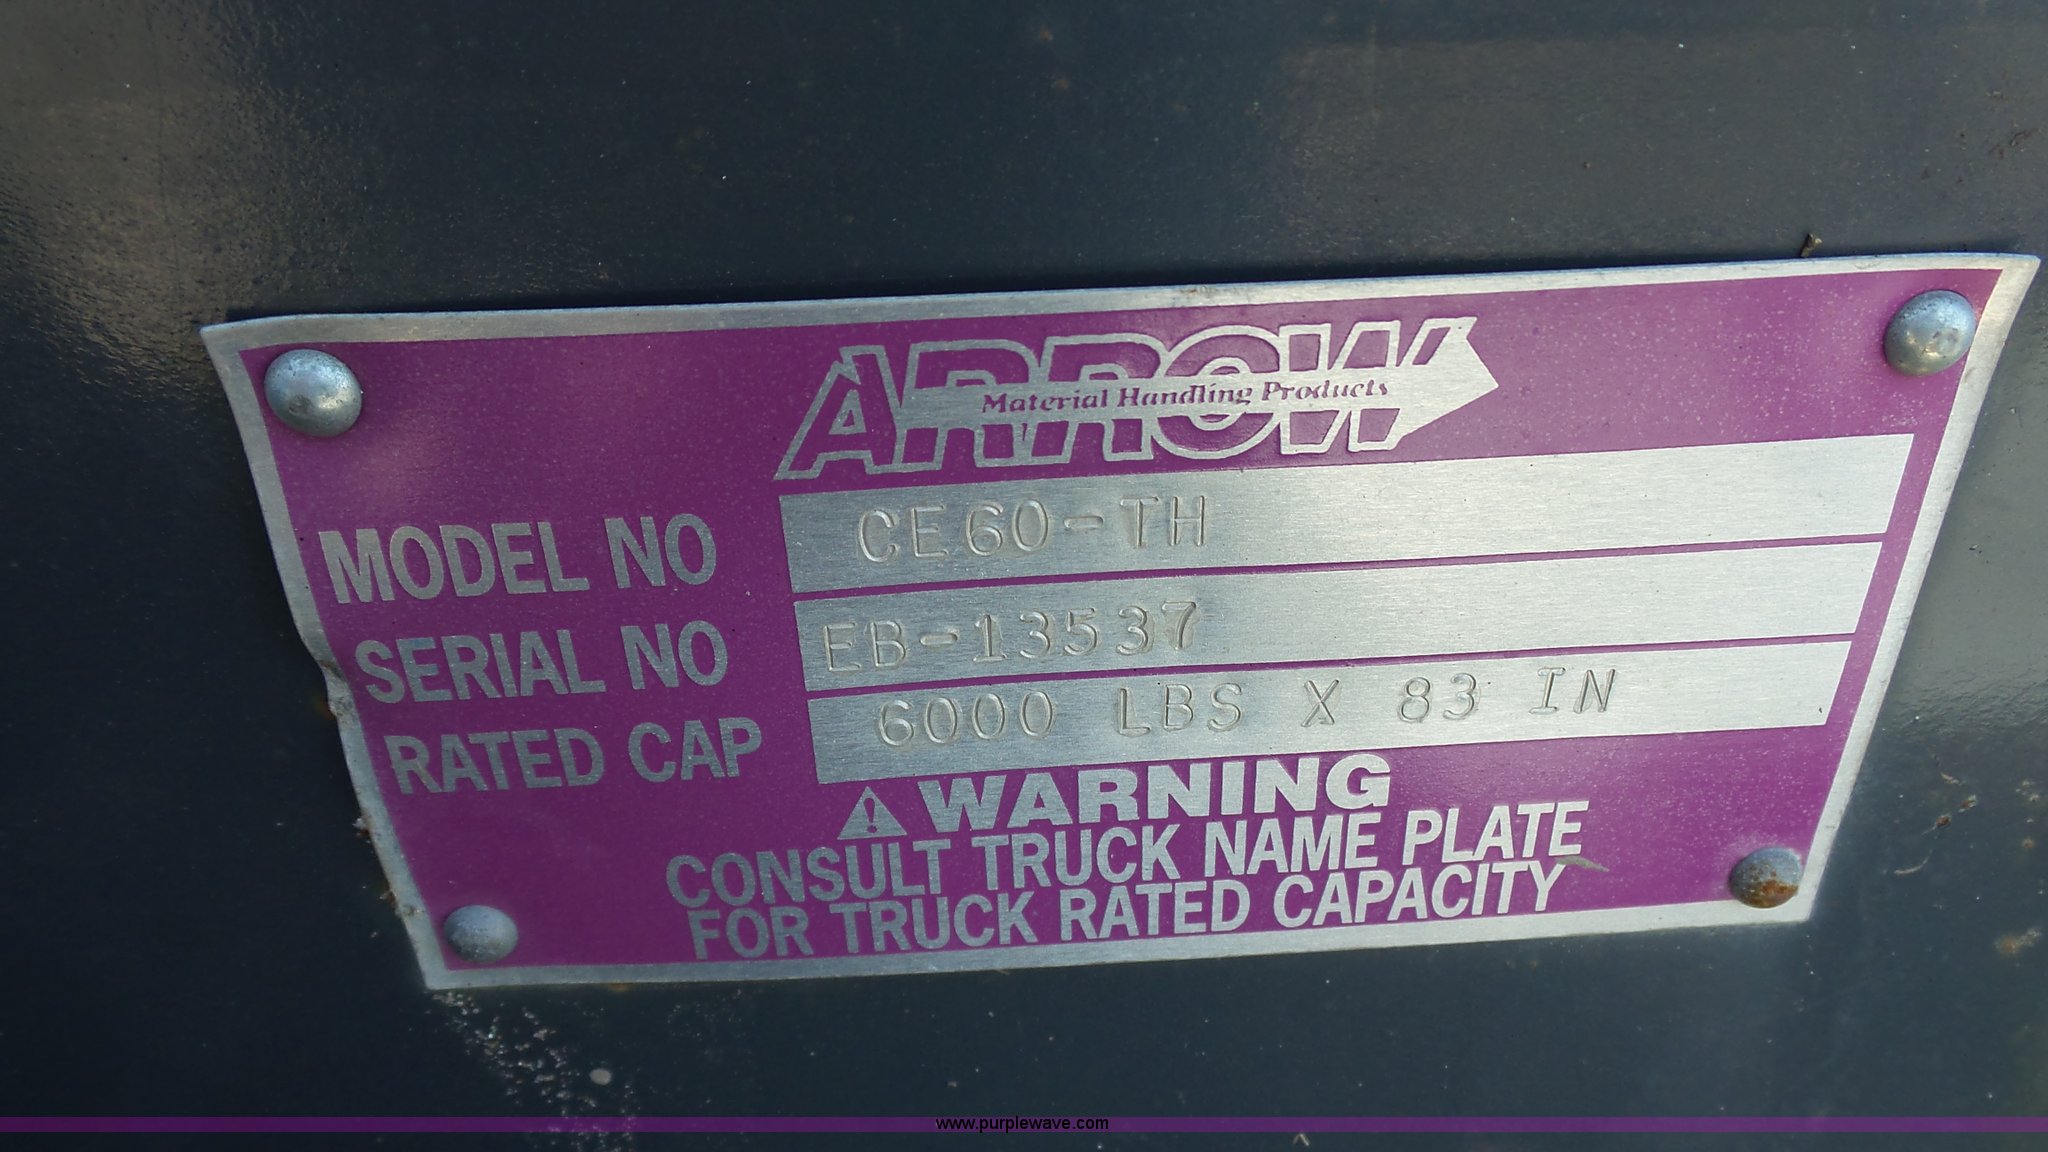 ARROW
Material Handling Products
MODEL NO CE60-TH
SERIAL NO EB-13537
RATED CAP 6000 LBS X 83 IN
WARNING
CONSULT TRUCK NAME PLATE
FOR TRUCK RATED CAPACITY
www.purplewave.com